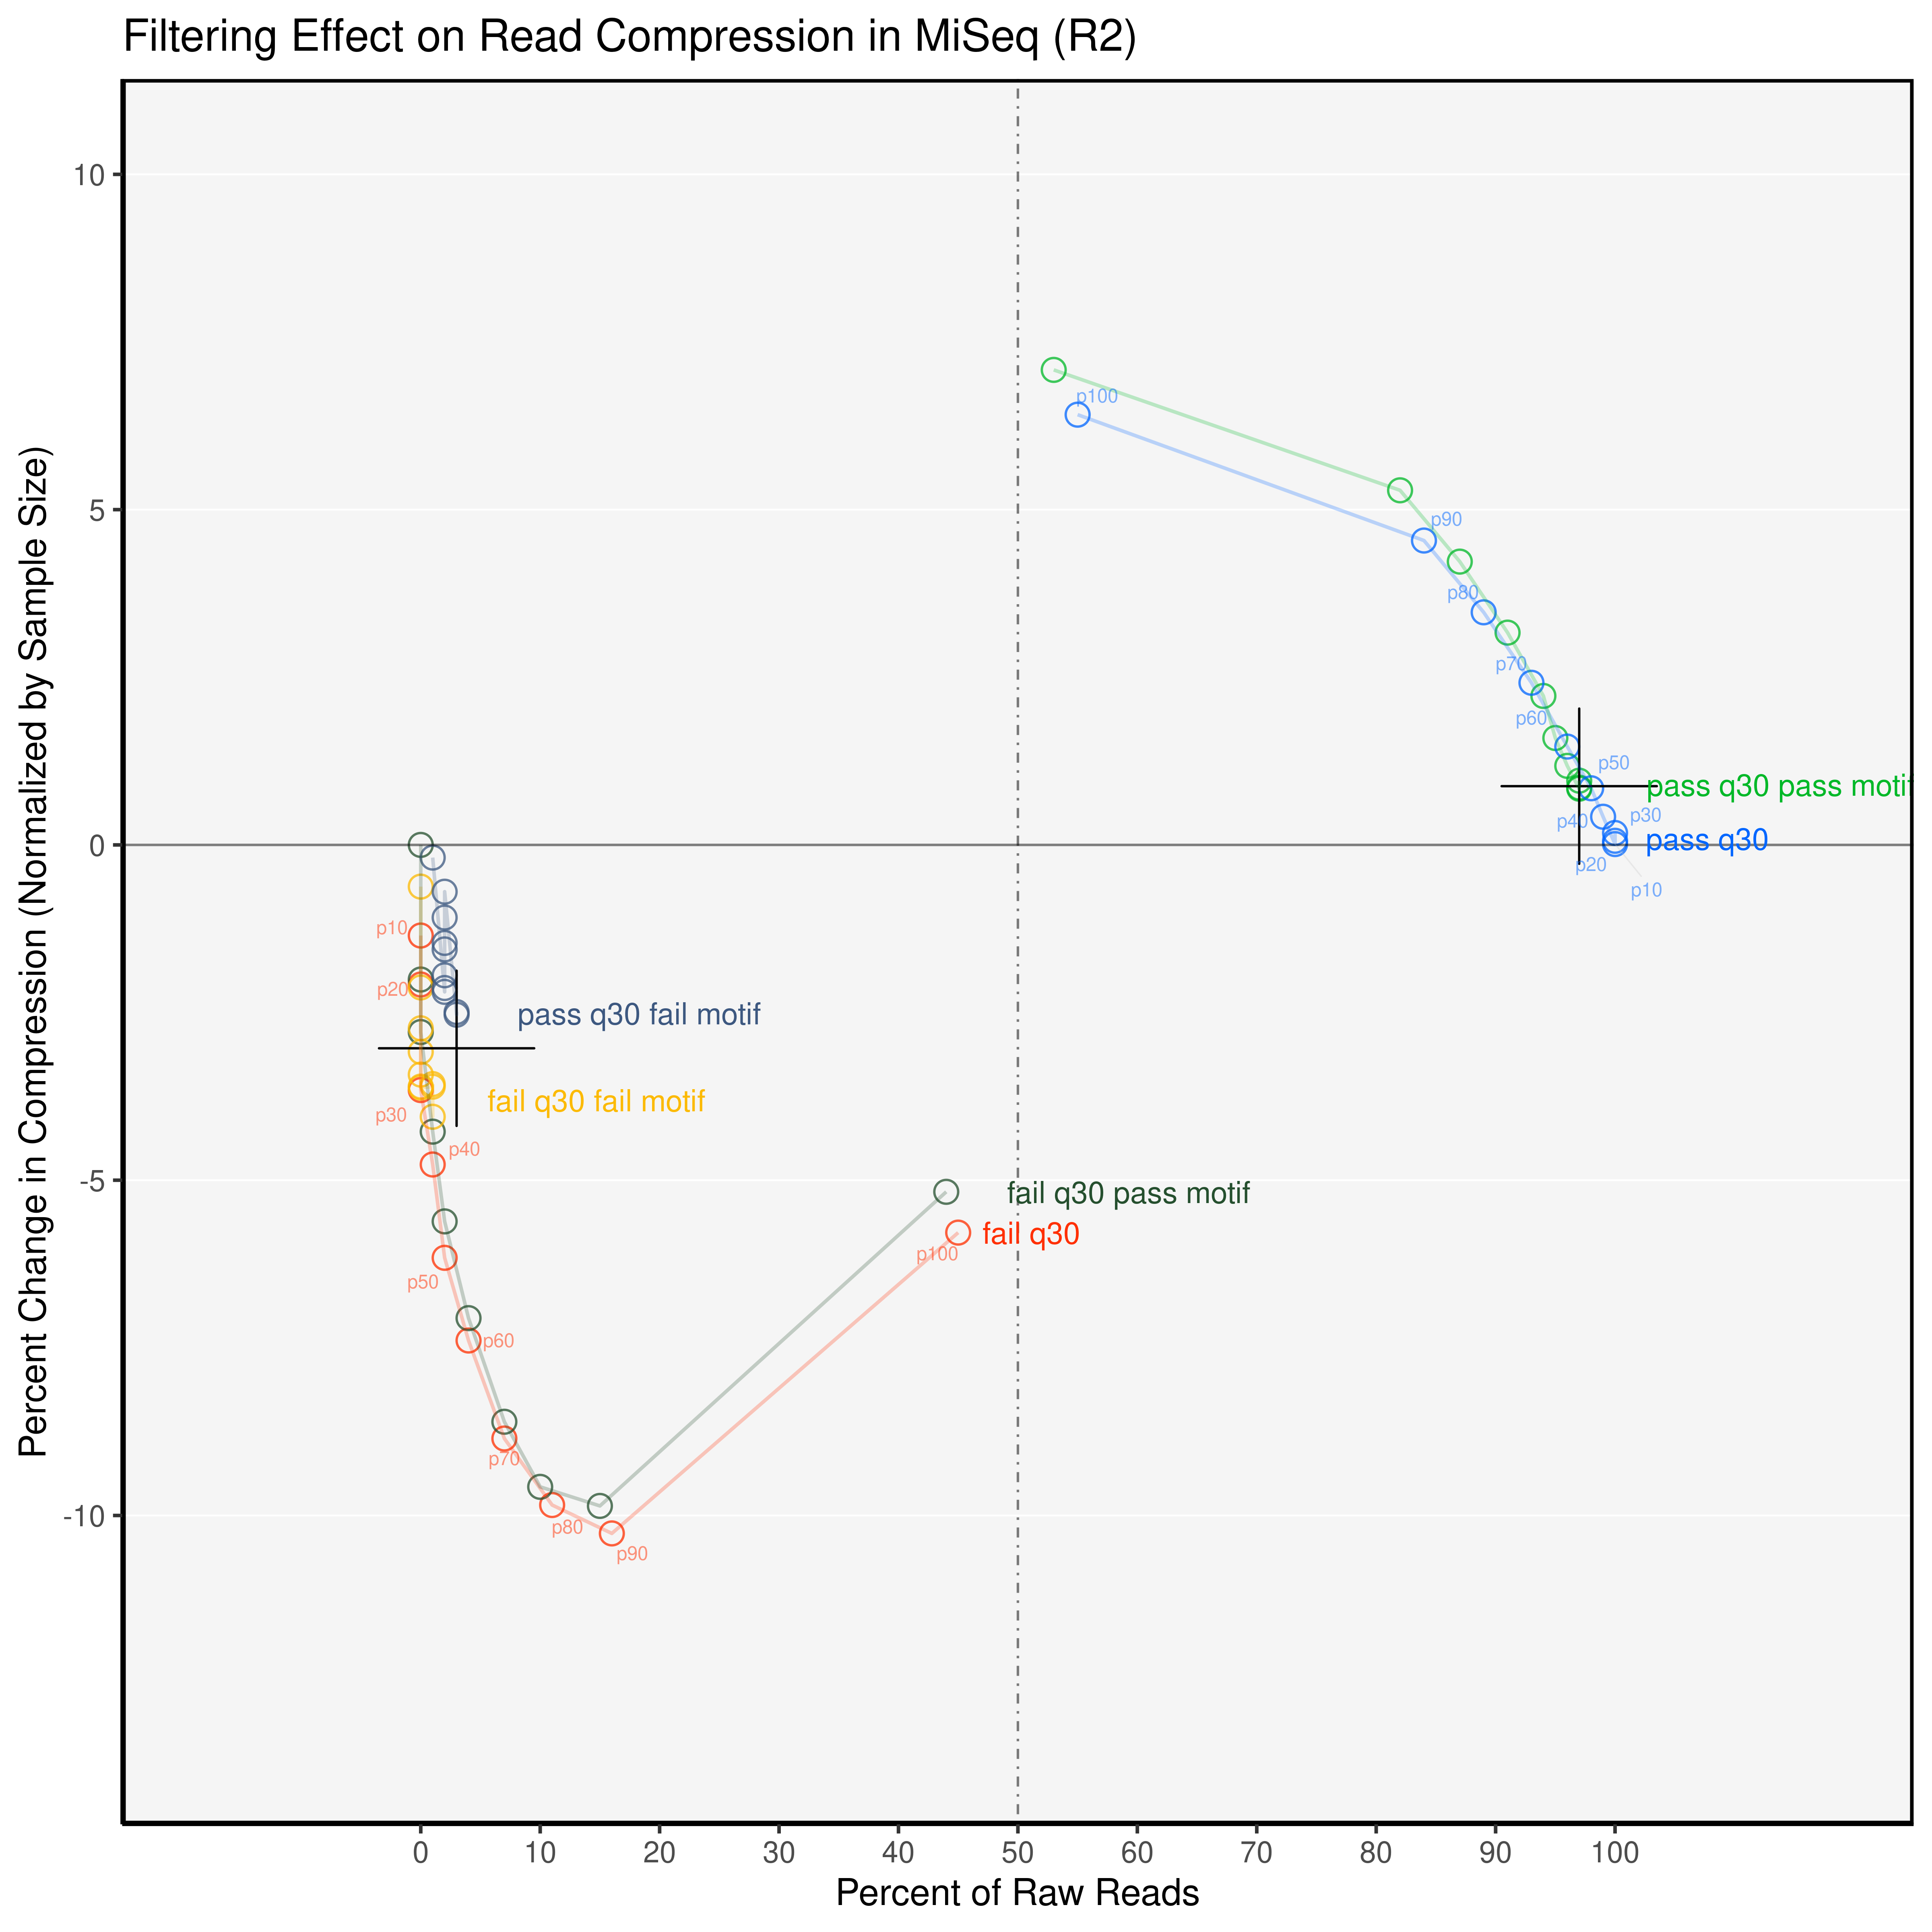 Filtering Effect on Read Compression in MiSeq (R2)
Percent Change in Compression (Normalized by Sample Size)
10
5
0
-5
-10
p100
p90
p80
p70
p60
p50
pass q30 pass motif
p40
p30
pass q30
p20
p10
p10
p20
pass q30 fail motif
fail q30 fail motif
p30
p40
fail q30 pass motif
fail q30
p100
p50
p60
p70
p80
p90
0 10 20 30 40 50 60 70 80 90 100
Percent of Raw Reads